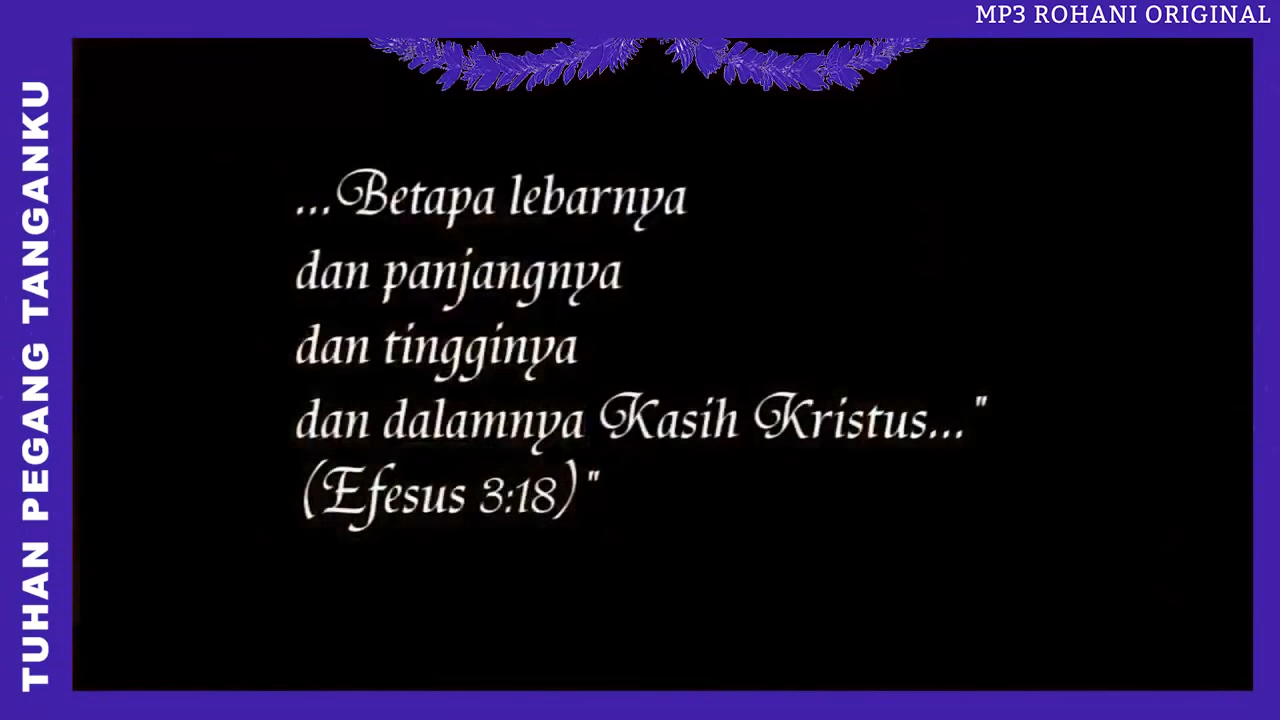 MP3 ROHANI ORIGINAL
TUHAN PEGANG TANGANKU
...Betapa lebarnya
dan panjangnya
dan tingginya
dan dalamnya Kasih Kristus..."
(Efesus 3:18)"